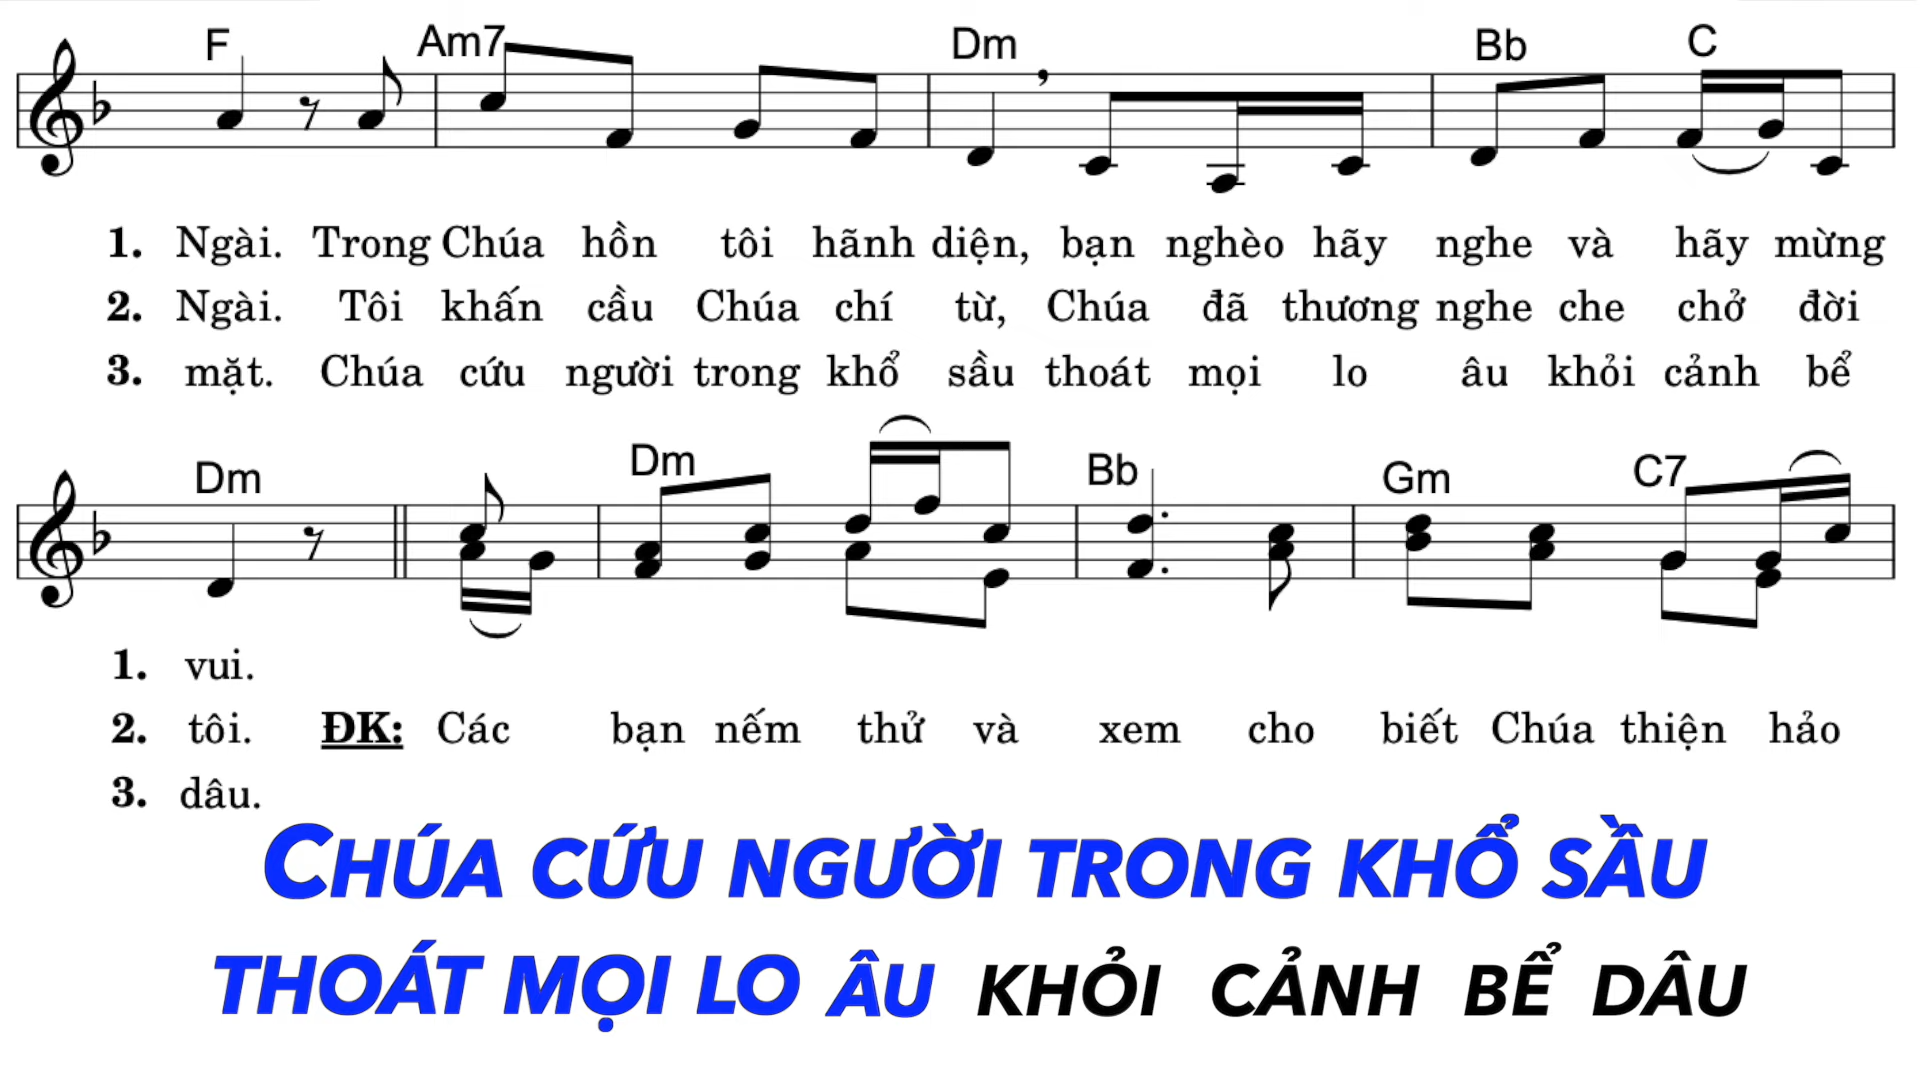 F Am7 Dm Bb C
1. Ngài. Trong Chúa hồn tôi hãnh diện, bạn nghèo hãy nghe và hãy mừng
2. Ngài. Tôi khấn cầu Chúa chí từ, Chúa đã thương nghe che chở đời
3. mặt. Chúa cứu người trong khổ sầu thoát mọi lo âu khỏi cảnh bể
Dm Dm Bb Gm C7
1. vui.
2. tôi. ĐK: Các bạn nếm thử và xem cho biết Chúa thiện hảo
3. dâu.
CHÚA CỨU NGƯỜI TRONG KHỔ SẦU
THOÁT MỌI LO ÂU KHỎI CẢNH BỂ DÂU